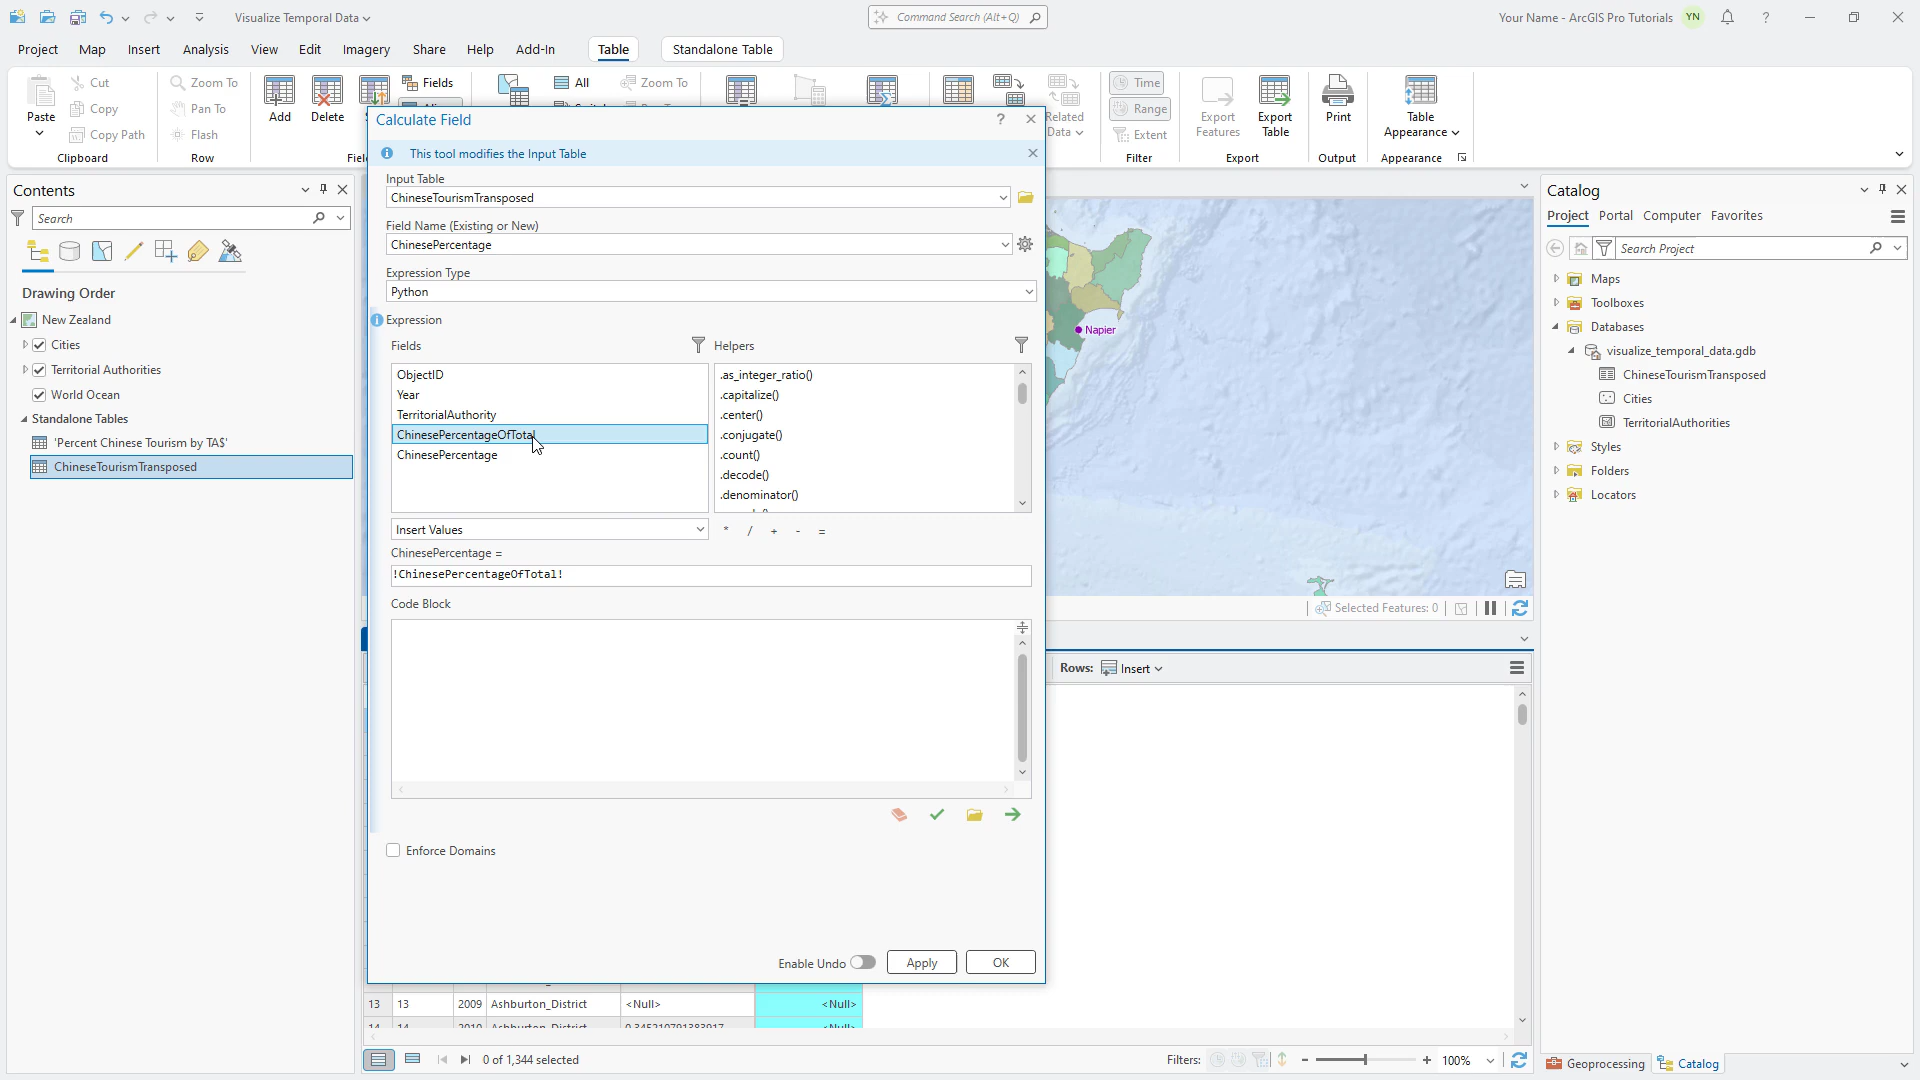 Visualize Temporal Data
Command Search (Alt+Q)
Your Name - ArcGIS Pro Tutorials
YN
?
Project
Map
Insert
Analysis
View
Edit
Imagery
Share
Help
Add-In
Table
Standalone Table
Paste
Cut
Copy
Copy Path
Clipboard
Zoom To
Pan To
Flash
Add
Delete
Row
Fields
All
Zoom To
Related
Data
Time
Range
Extent
Filter
Export
Features
Export
Table
Export
Print
Output
Table
Appearance
Appearance
Contents
Search
Drawing Order
New Zealand
Cities
Territorial Authorities
World Ocean
Standalone Tables
'Percent Chinese Tourism by TA$'
ChineseTourismTransposed
Calculate Field
?
This tool modifies the Input Table
Input Table
ChineseTourismTransposed
Field Name (Existing or New)
ChinesePercentage
Expression Type
Python
Expression
Fields
Helpers
ObjectID
Year
TerritorialAuthority
ChinesePercentageOfTotal
ChinesePercentage
.as_integer_ratio()
.capitalize()
.center()
.conjugate()
.count()
.decode()
.denominator()
Insert Values
* / + - =
ChinesePercentage =
!ChinesePercentageOfTotal!
Code Block
Enforce Domains
Enable Undo
Apply
OK
Napier
Selected Features: 0
Rows:
Insert
13 13 2009 Ashburton_District <Null> <Null>
14 14 2010 Ashburton_District 0.345210791383917 <Null>
0 of 1,344 selected
Filters:
- + 100%
Catalog
Project
Portal
Computer
Favorites
Search Project
Maps
Toolboxes
Databases
visualize_temporal_data.gdb
ChineseTourismTransposed
Cities
TerritorialAuthorities
Styles
Folders
Locators
Geoprocessing
Catalog